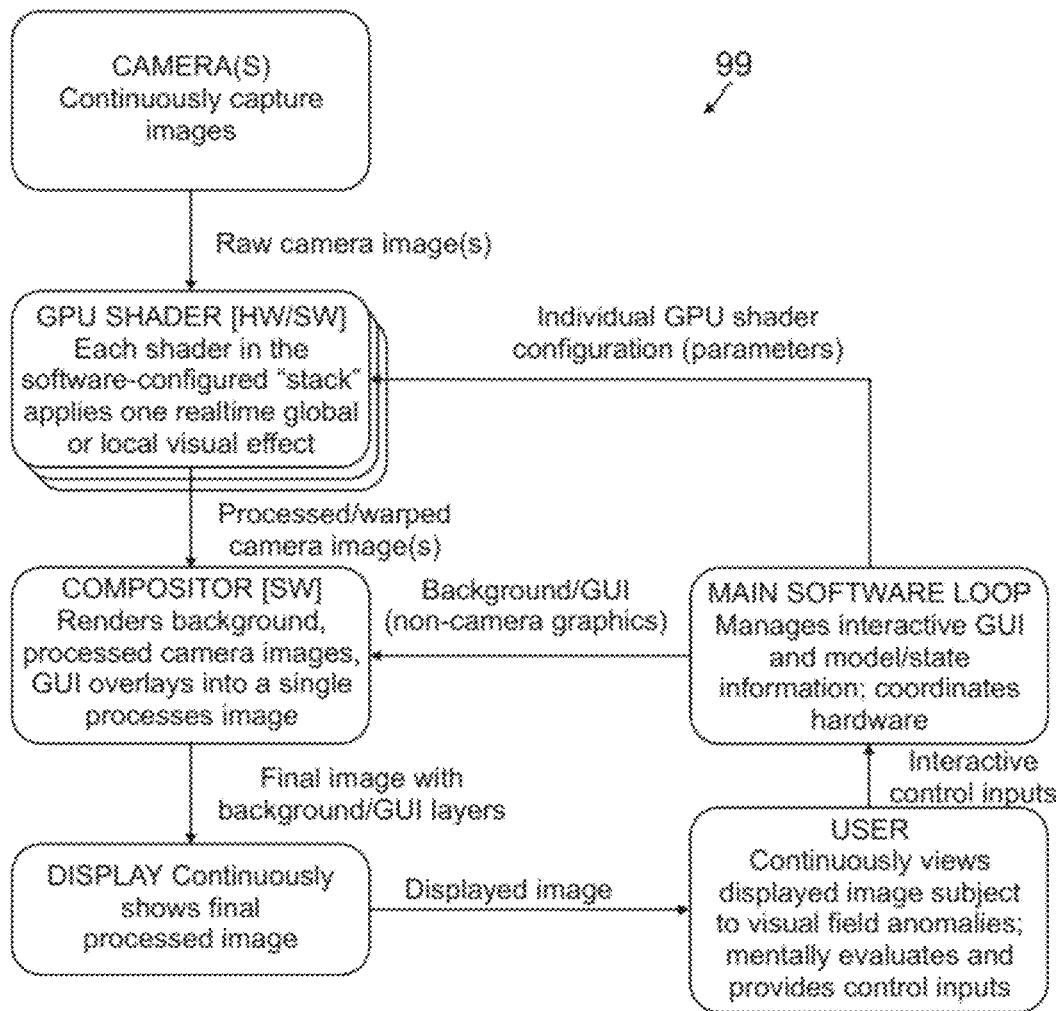 CAMERA(S)
Continuously capture
images
99
Raw camera image(s)
GPU SHADER [HW/SW]
Each shader in the
software-configured “stack”
applies one realtime global
or local visual effect
Individual GPU shader
configuration (parameters)
Processed/warped
camera image(s)
COMPOSITOR [SW]
Renders background,
processed camera images,
GUI overlays into a single
processes image
Background/GUI
(non-camera graphics)
MAIN SOFTWARE LOOP
Manages interactive GUI
and model/state
information; coordinates
hardware
Final image with
background/GUI layers
Interactive
control inputs
DISPLAY Continuously
shows final
processed image
Displayed image
USER
Continuously views
displayed image subject
to visual field anomalies;
mentally evaluates and
provides control inputs